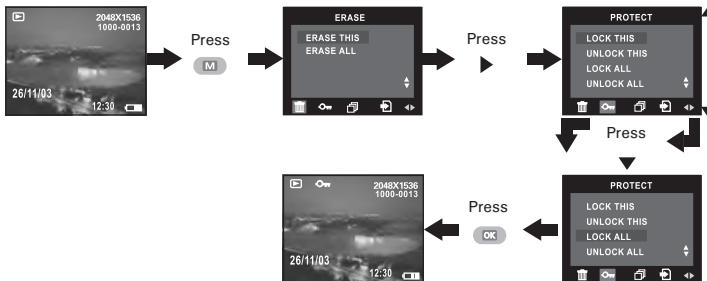 2048X1536
1000-0013
26/11/03
12:30
Press
M
ERASE
ERASE THIS
ERASE ALL
Press
PROTECT
LOCK THIS
UNLOCK THIS
LOCK ALL
UNLOCK ALL
Press
PROTECT
LOCK THIS
UNLOCK THIS
LOCK ALL
UNLOCK ALL
Press
OK
2048X1536
1000-0013
26/11/03
12:30